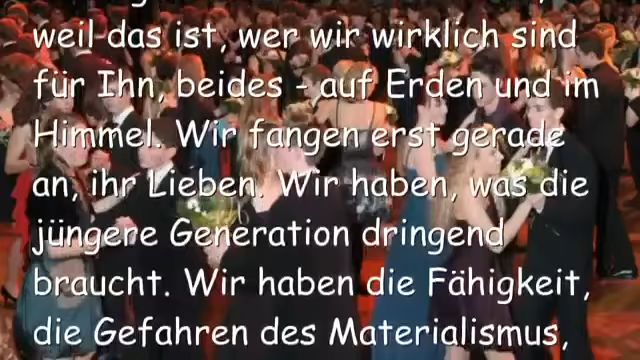 weil das ist, wer wir wirklich sind
für Ihn, beides - auf Erden und im
Himmel. Wir fangen erst gerade
an, ihr Lieben. Wir haben, was die
jüngere Generation dringend
braucht. Wir haben die Fähigkeit,
die Gefahren des Materialismus,